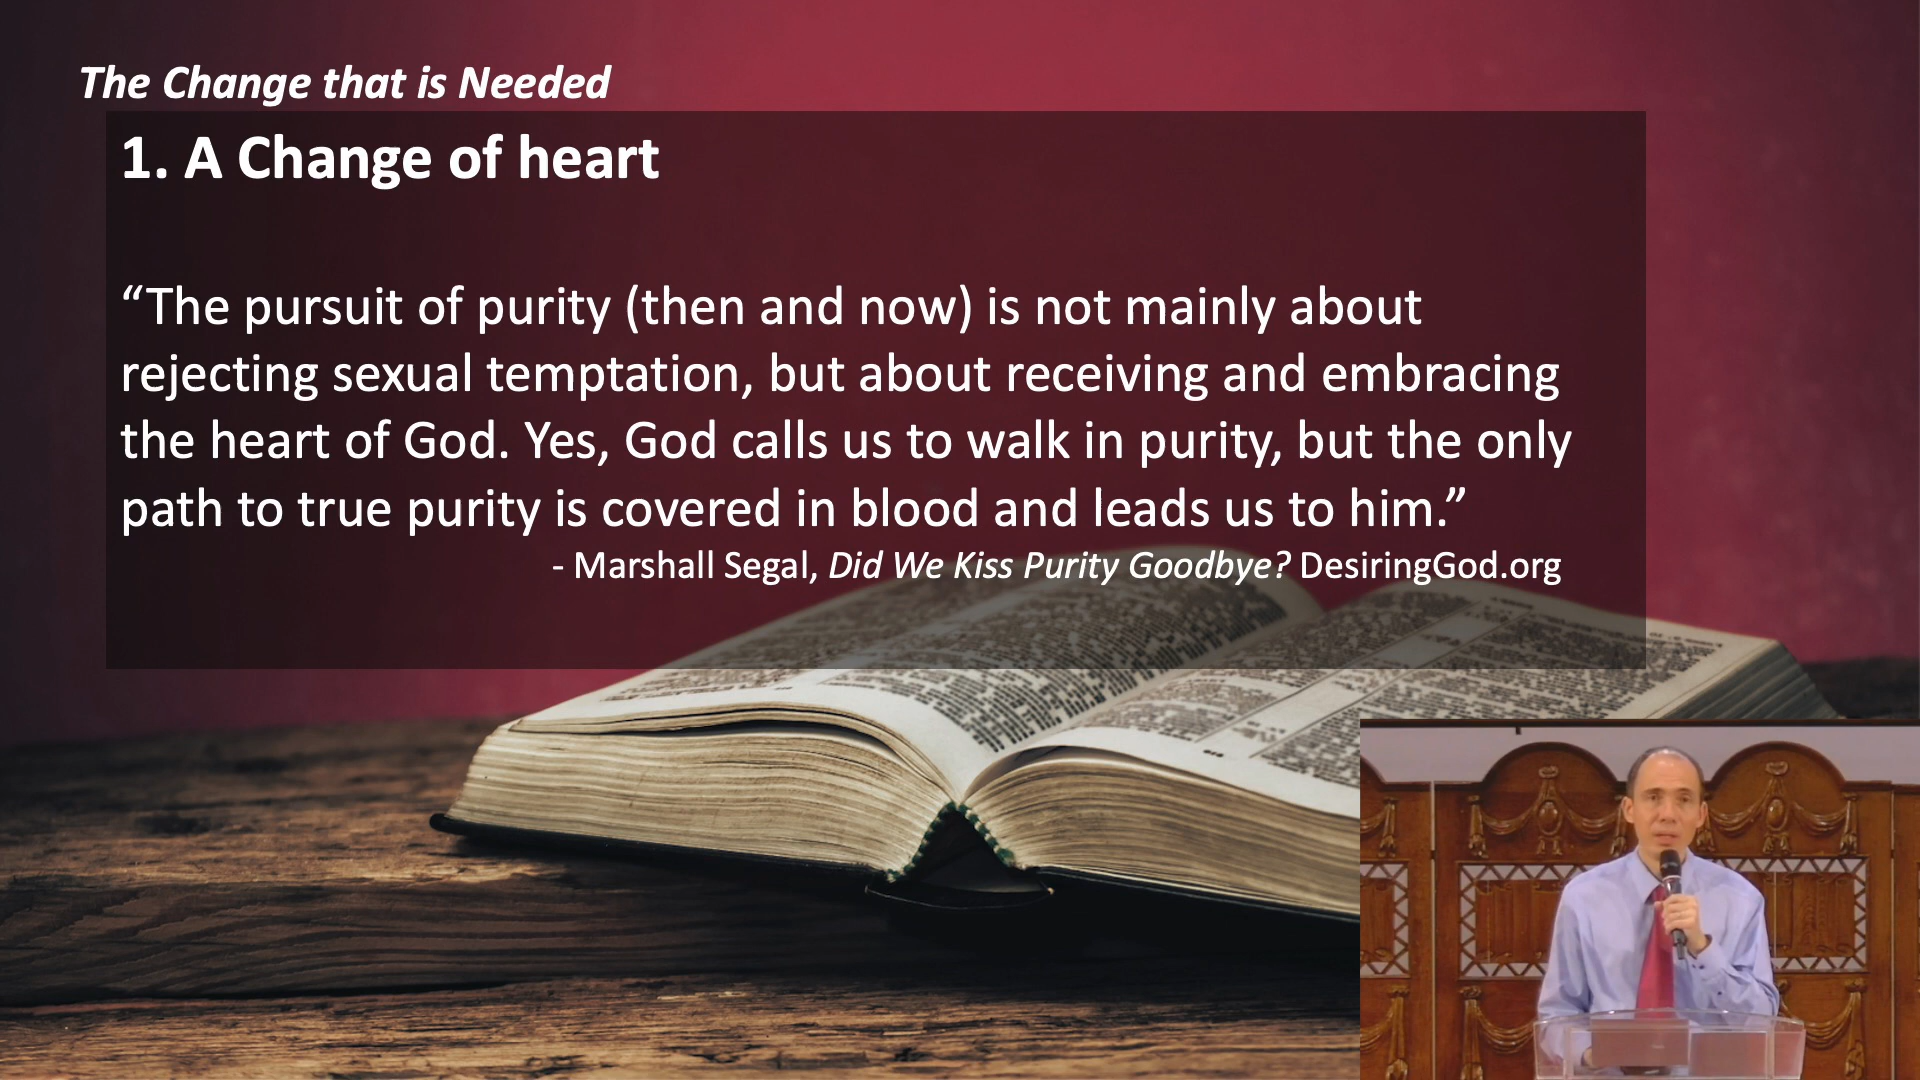 The Change that is Needed
1. A Change of heart
“The pursuit of purity (then and now) is not mainly about
rejecting sexual temptation, but about receiving and embracing
the heart of God. Yes, God calls us to walk in purity, but the only
path to true purity is covered in blood and leads us to him.”
- Marshall Segal, Did We Kiss Purity Goodbye? DesiringGod.org